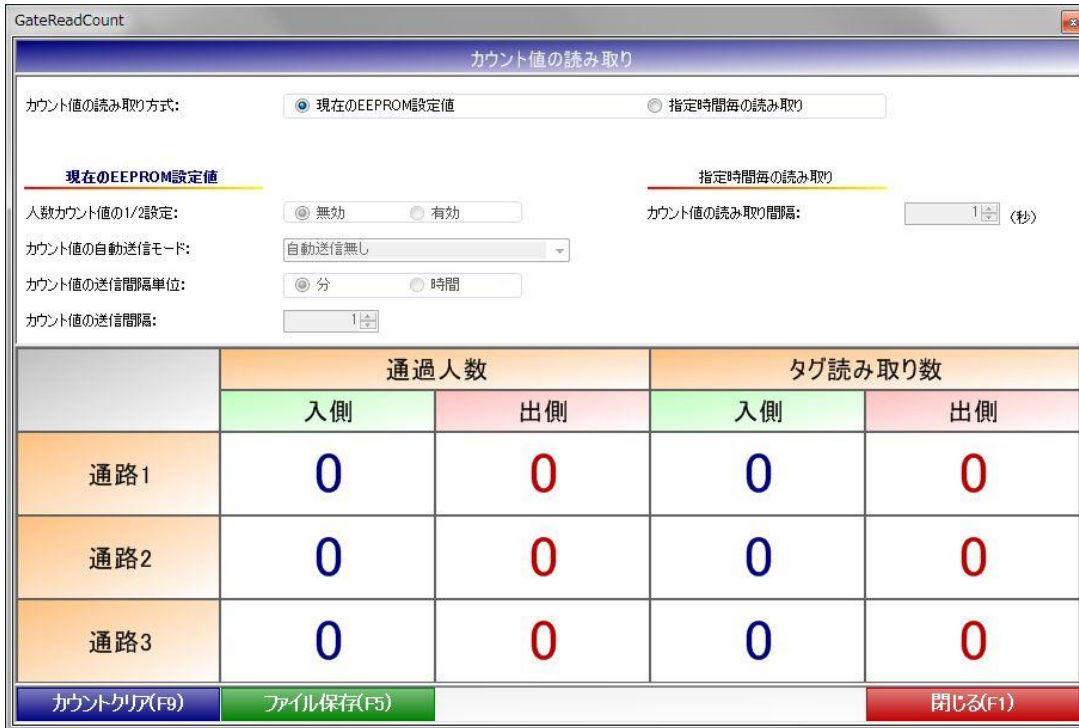 GateReadCount
カウント値の読み取り
カウント値の読み取り方式: 現在のEEPROM設定値 指定時間毎の読み取り
現在のEEPROM設定値 指定時間毎の読み取り
人数カウント値の1/2設定: 無効 有効 カウント値の読み取り間隔: 1 (秒)
カウント値の自動送信モード: 自動送信無し
カウント値の送信間隔単位: 分 時間
カウント値の送信間隔: 1
通過人数 タグ読み取り数
入側 出側 入側 出側
通路1 0 0 0 0
通路2 0 0 0 0
通路3 0 0 0 0
カウントクリア(F9) ファイル保存(F5) 閉じる(F1)